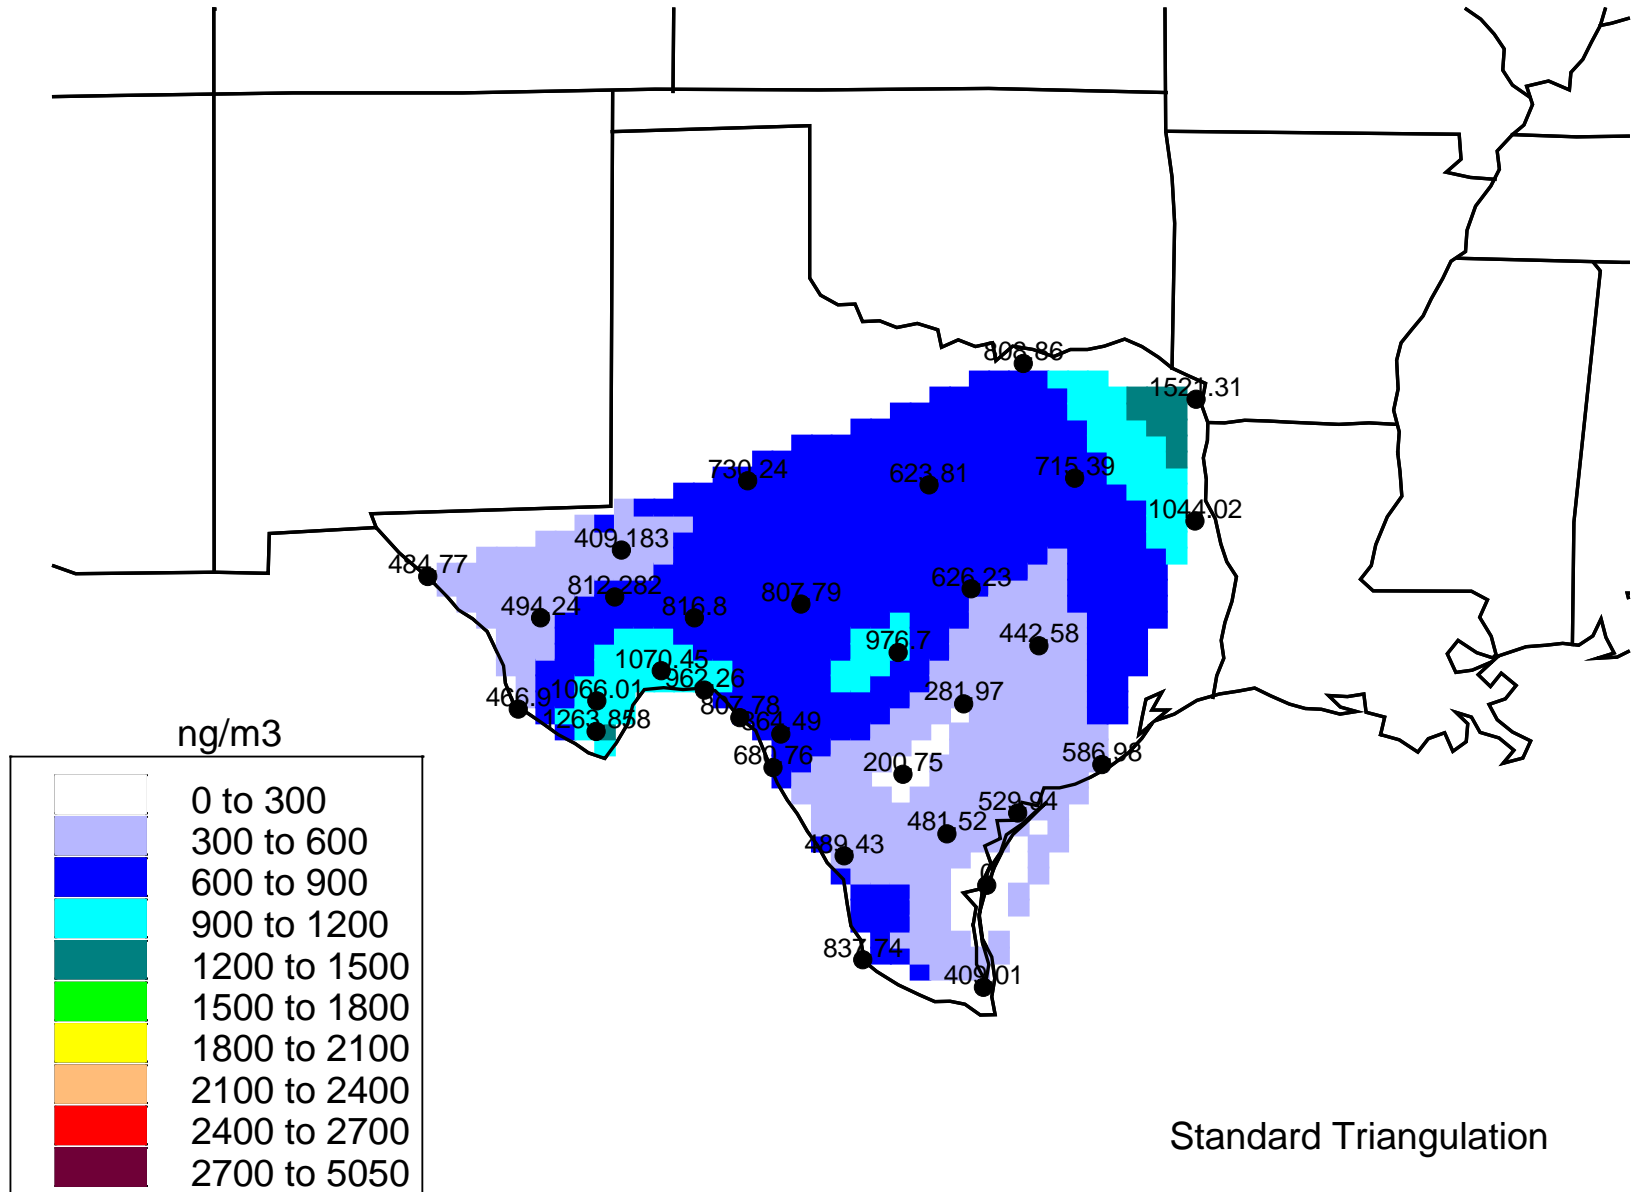 808.86
1521.31
730.24
623.81
715.39
1044.02
409.183
484.77
812.282
494.24
816.8
807.79
626.23
976.7
442.58
1070.45
962.26
466.9
1066.01
807.78
281.97
1263.858
864.49
680.76
200.75
586.98
529.94
481.52
489.43
0
837.74
409.01
ng/m3
0 to 300
300 to 600
600 to 900
900 to 1200
1200 to 1500
1500 to 1800
1800 to 2100
2100 to 2400
2400 to 2700
2700 to 5050
Standard Triangulation